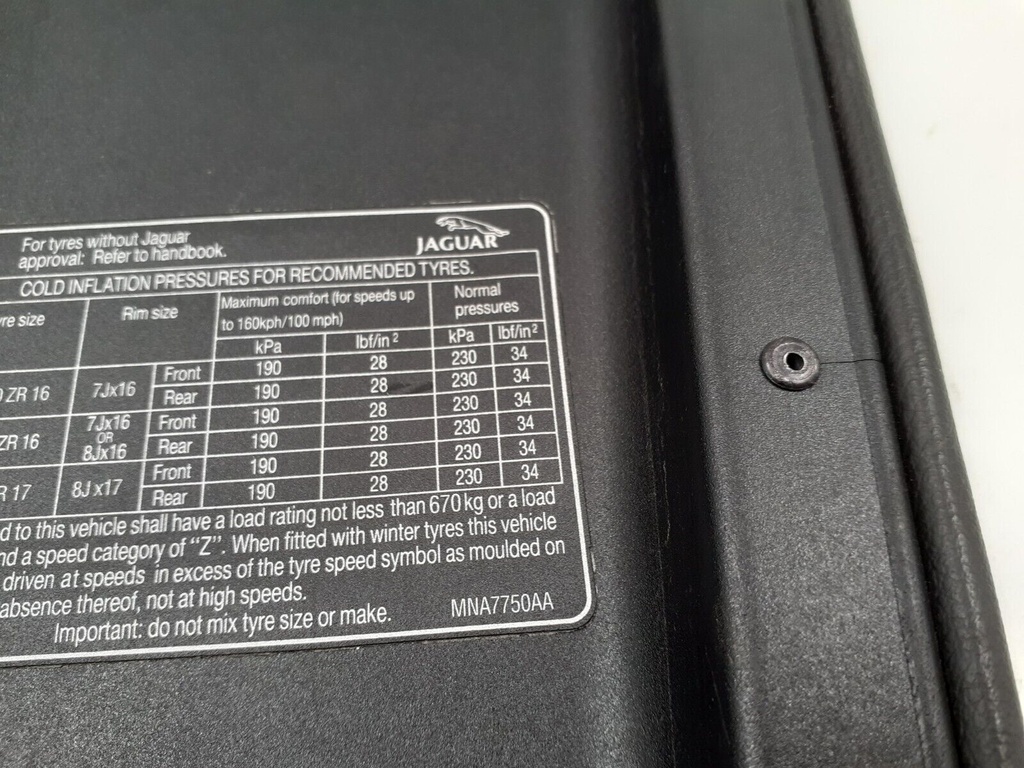 For tyres without Jaguar
approval: Refer to handbook.
JAGUAR
COLD INFLATION PRESSURES FOR RECOMMENDED TYRES.
size Rim size Maximum comfort (for speeds up
to 160kph/100 mph) Normal
pressures
kPa lbf/in² kPa lbf/in²
ZR 16 7Jx16 Front 190 28 230 34
Rear 190 28 230 34
ZR 16 7Jx16
OR
8Jx16 Front 190 28 230 34
Rear 190 28 230 34
R 17 8J x17 Front 190 28 230 34
Rear 190 28 230 34
to this vehicle shall have a load rating not less than 670 kg or a load
a speed category of “Z”. When fitted with winter tyres this vehicle
driven at speeds in excess of the tyre speed symbol as moulded on
absence thereof, not at high speeds.
Important: do not mix tyre size or make.
MNA7750AA